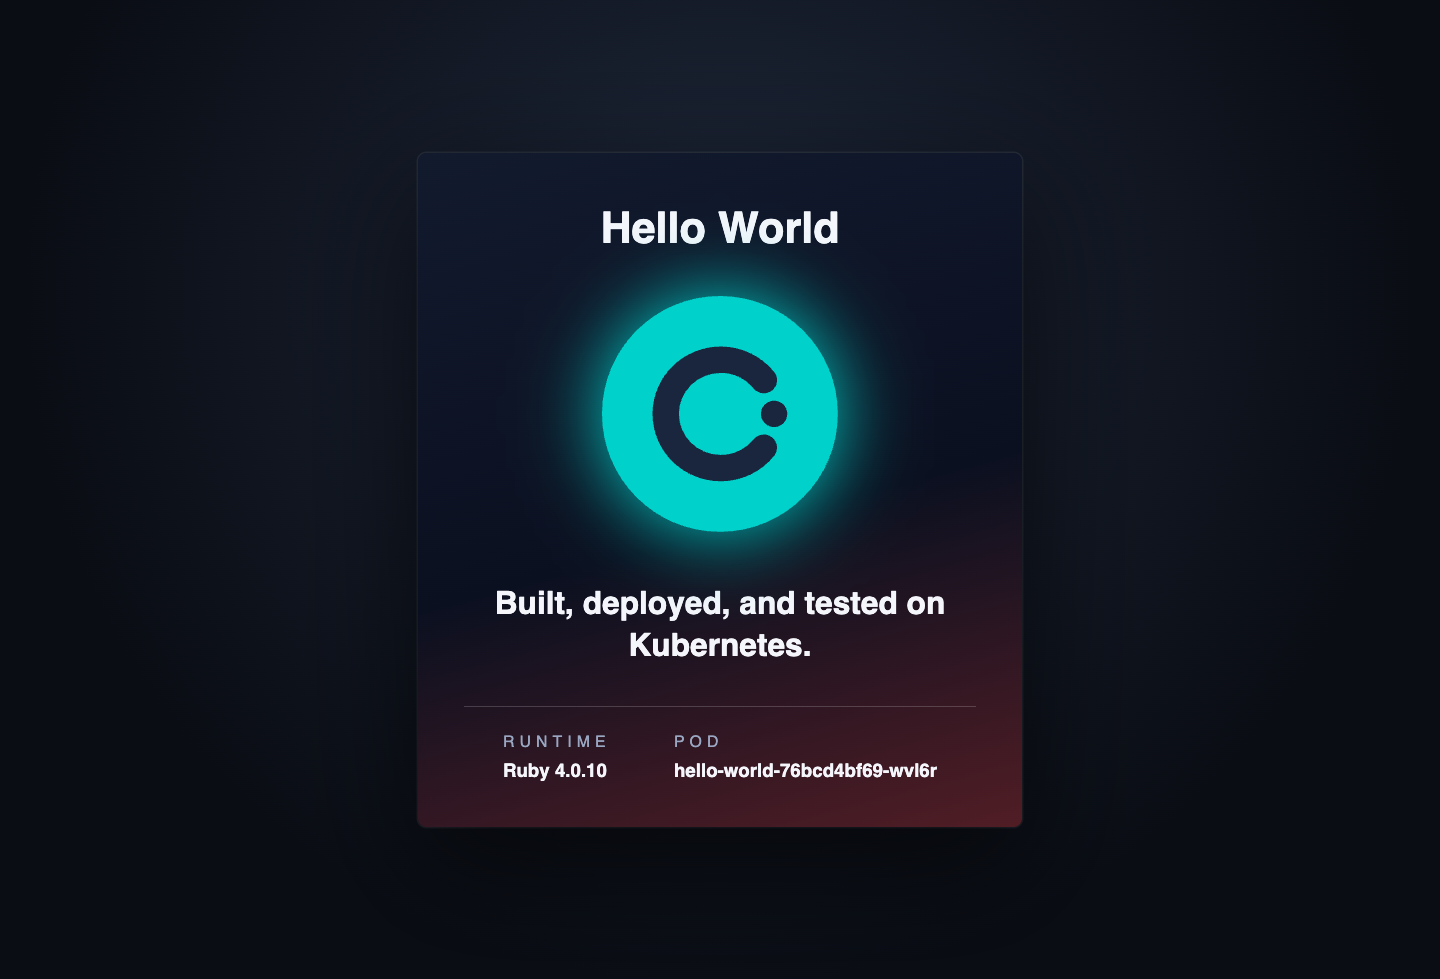 Hello World
Built, deployed, and tested on
Kubernetes.
RUNTIME
Ruby 4.0.10
POD
hello-world-76bcd4bf69-wvl6r